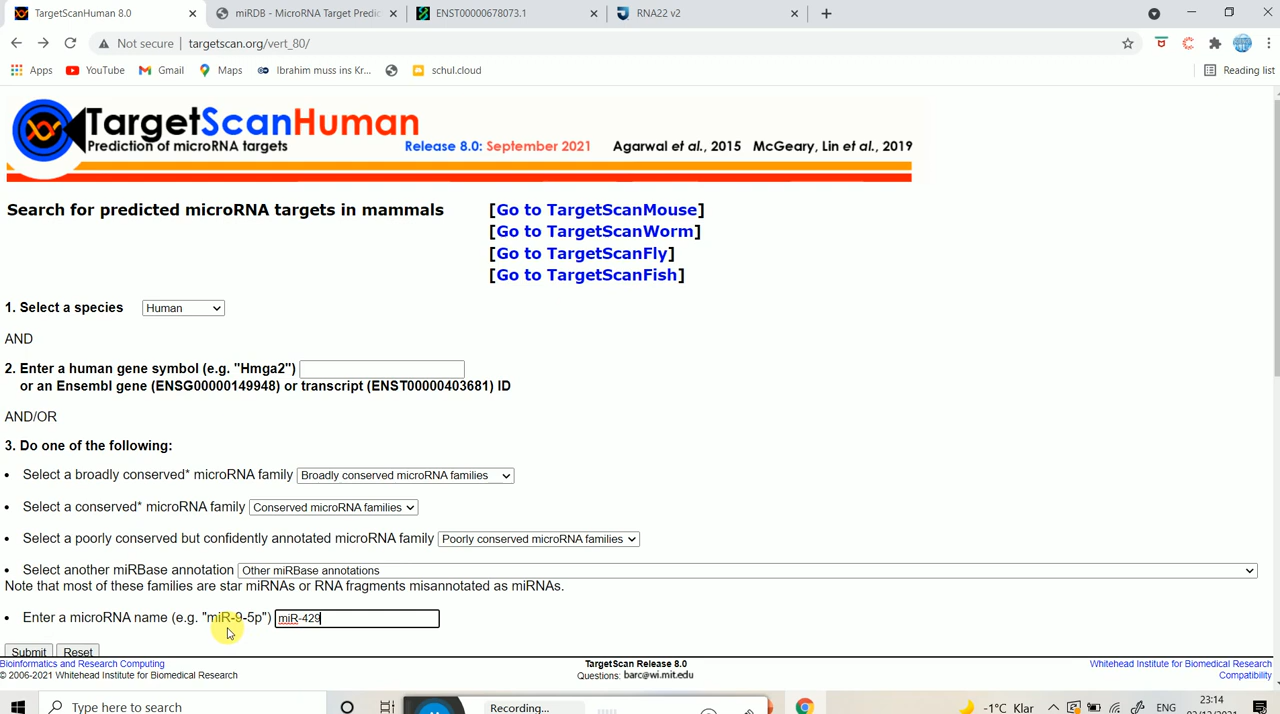 TargetScanHuman 8.0
miRDB - MicroRNA Target Predic
ENST00000678073.1
RNA22 v2
Not secure
targetscan.org/vert_80/
Apps
YouTube
Gmail
Maps
Ibrahim muss ins Kr...
schul.cloud
Reading list
TargetScanHuman
Prediction of microRNA targets
Release 8.0: September 2021 Agarwal et al., 2015 McGeary, Lin et al., 2019
Search for predicted microRNA targets in mammals
[Go to TargetScanMouse]
[Go to TargetScanWorm]
[Go to TargetScanFly]
[Go to TargetScanFish]
1. Select a species Human
AND
2. Enter a human gene symbol (e.g. "Hmga2")
or an Ensembl gene (ENSG00000149948) or transcript (ENST00000403681) ID
AND/OR
3. Do one of the following:
• Select a broadly conserved* microRNA family Broadly conserved microRNA families
• Select a conserved* microRNA family Conserved microRNA families
• Select a poorly conserved but confidently annotated microRNA family Poorly conserved microRNA families
• Select another miRBase annotation Other miRBase annotations
Note that most of these families are star miRNAs or RNA fragments misannotated as miRNAs.
• Enter a microRNA name (e.g. "miR-9-5p") miR-429
Submit Reset
Bioinformatics and Research Computing
© 2006-2021 Whitehead Institute for Biomedical Research
TargetScan Release 8.0
Questions: barc@wi.mit.edu
Whitehead Institute for Biomedical Research
Compatibility
Type here to search
Recording...
-1°C Klar
ENG
23:14